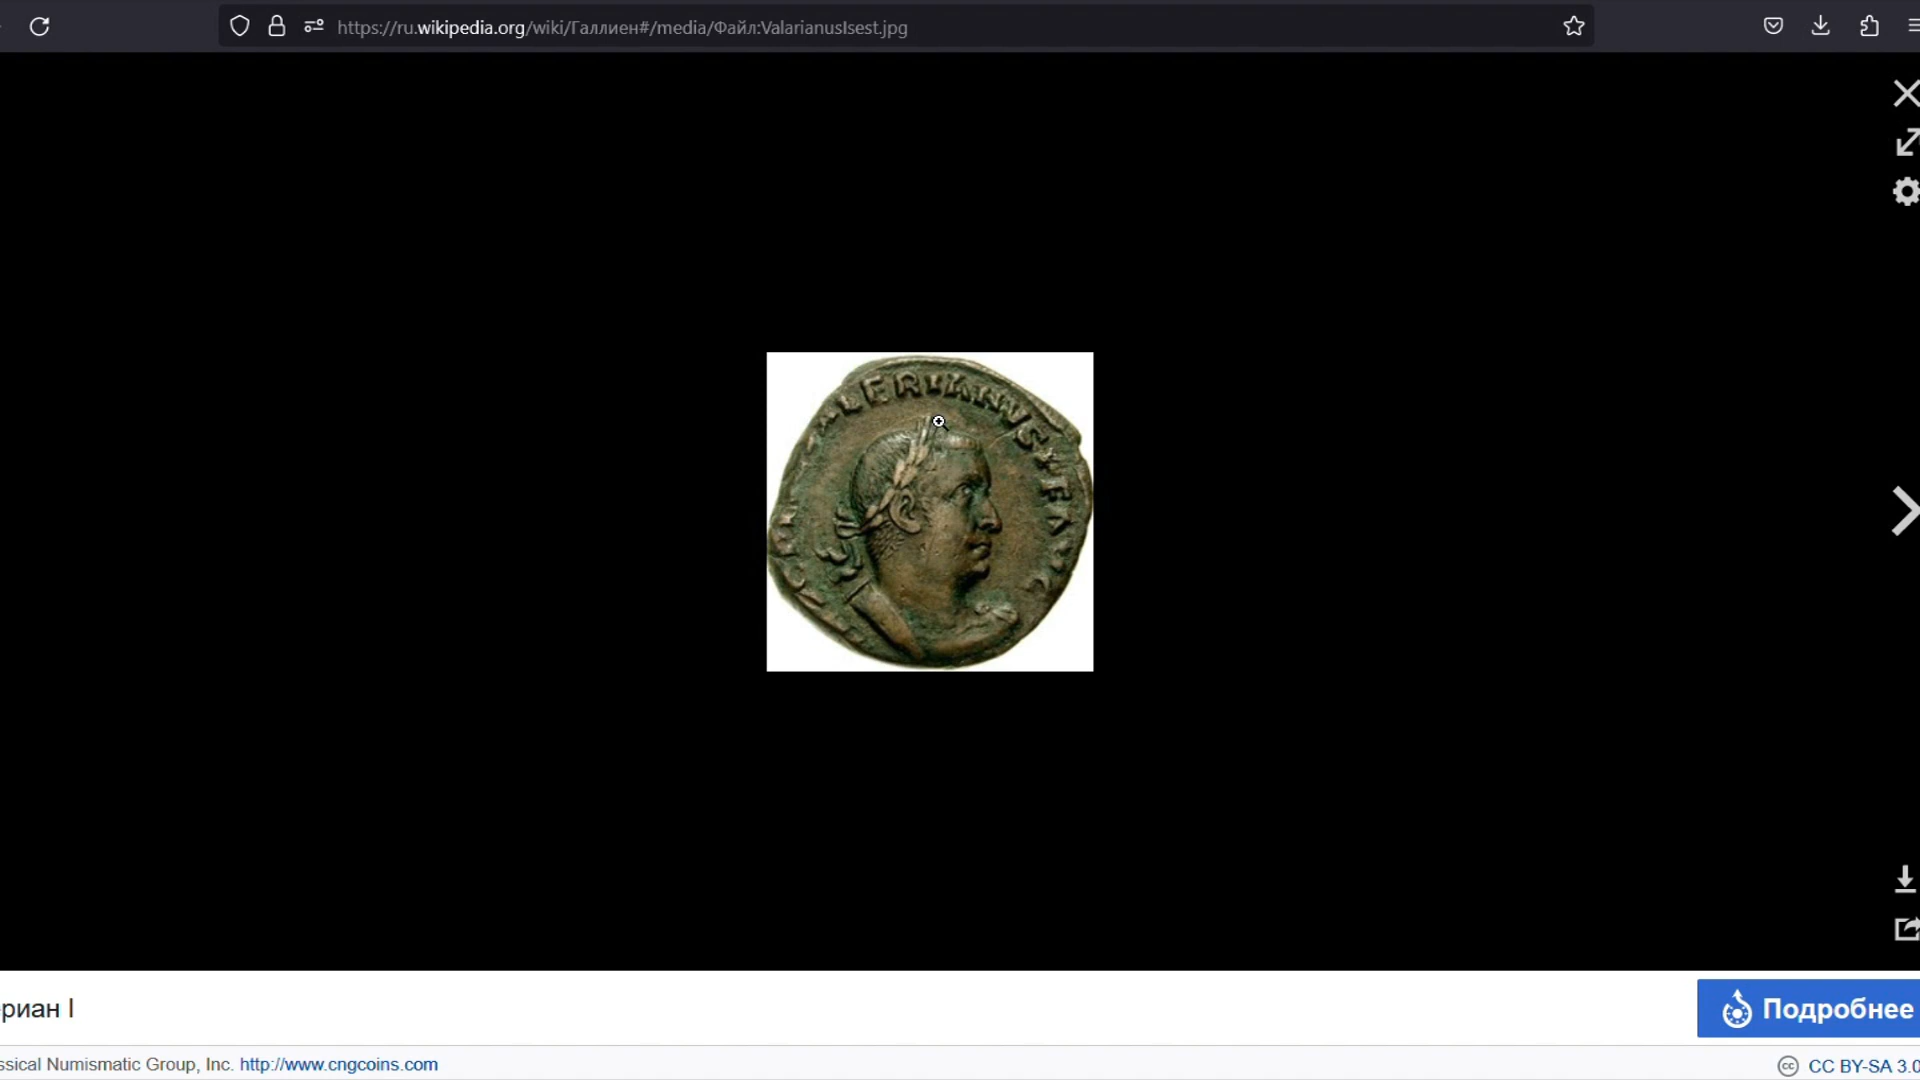 https://ru.wikipedia.org/wiki/Галлиен#/media/Файл:ValarianusIsest.jpg
ALERIANVS P F AVG
риан I
Подробнее
ssical Numismatic Group, Inc. http://www.cngcoins.com
cc CC BY-SA 3.0